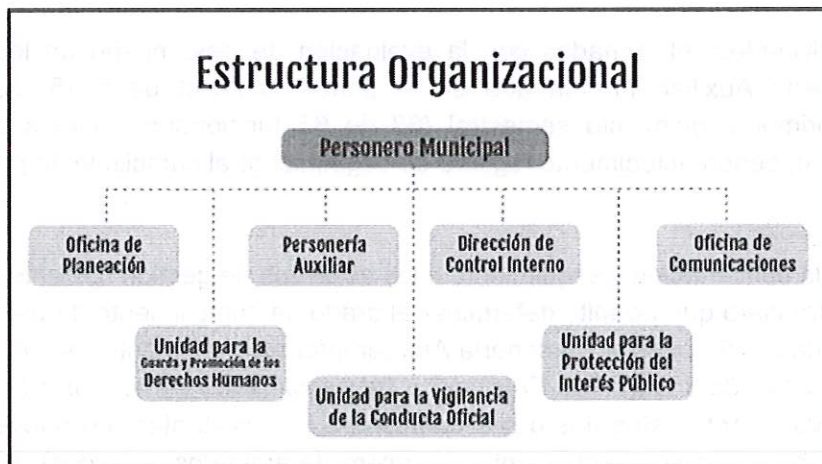 Estructura Organizacional
Personero Municipal
Oficina de
Planeación
Personería
Auxiliar
Dirección de
Control Interno
Oficina de
Comunicaciones
Unidad para la
Guarda y Promoción de los
Derechos Humanos
Unidad para la Vigilancia
de la Conducta Oficial
Unidad para la
Protección del
Interés Público